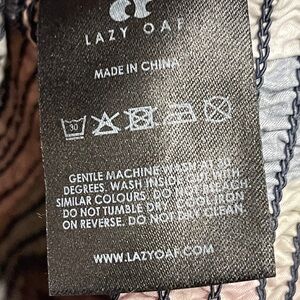 LAZY OAF
MADE IN CHINA
30
GENTLE MACHINE WASH AT 30
DEGREES. WASH INSIDE OUT WITH
SIMILAR COLOURS. DO NOT BLEACH.
DO NOT TUMBLE DRY. COOL IRON
ON REVERSE. DO NOT DRY CLEAN.
WWW.LAZYOAF.COM